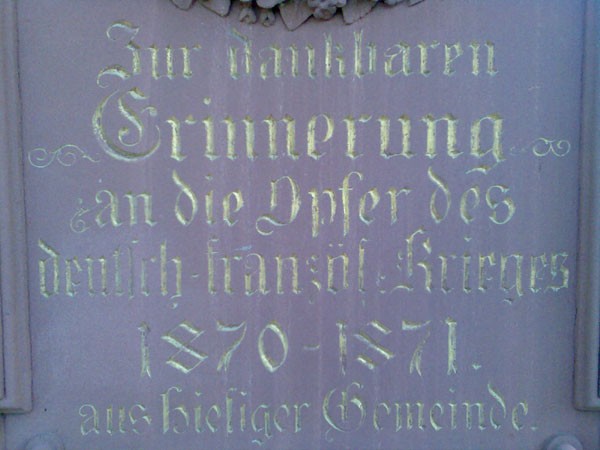 Zur dankbaren
Erinnerung
an die Opfer des
deutsch-französ. Krieges
1870-1871.
aus hiesiger Gemeinde.